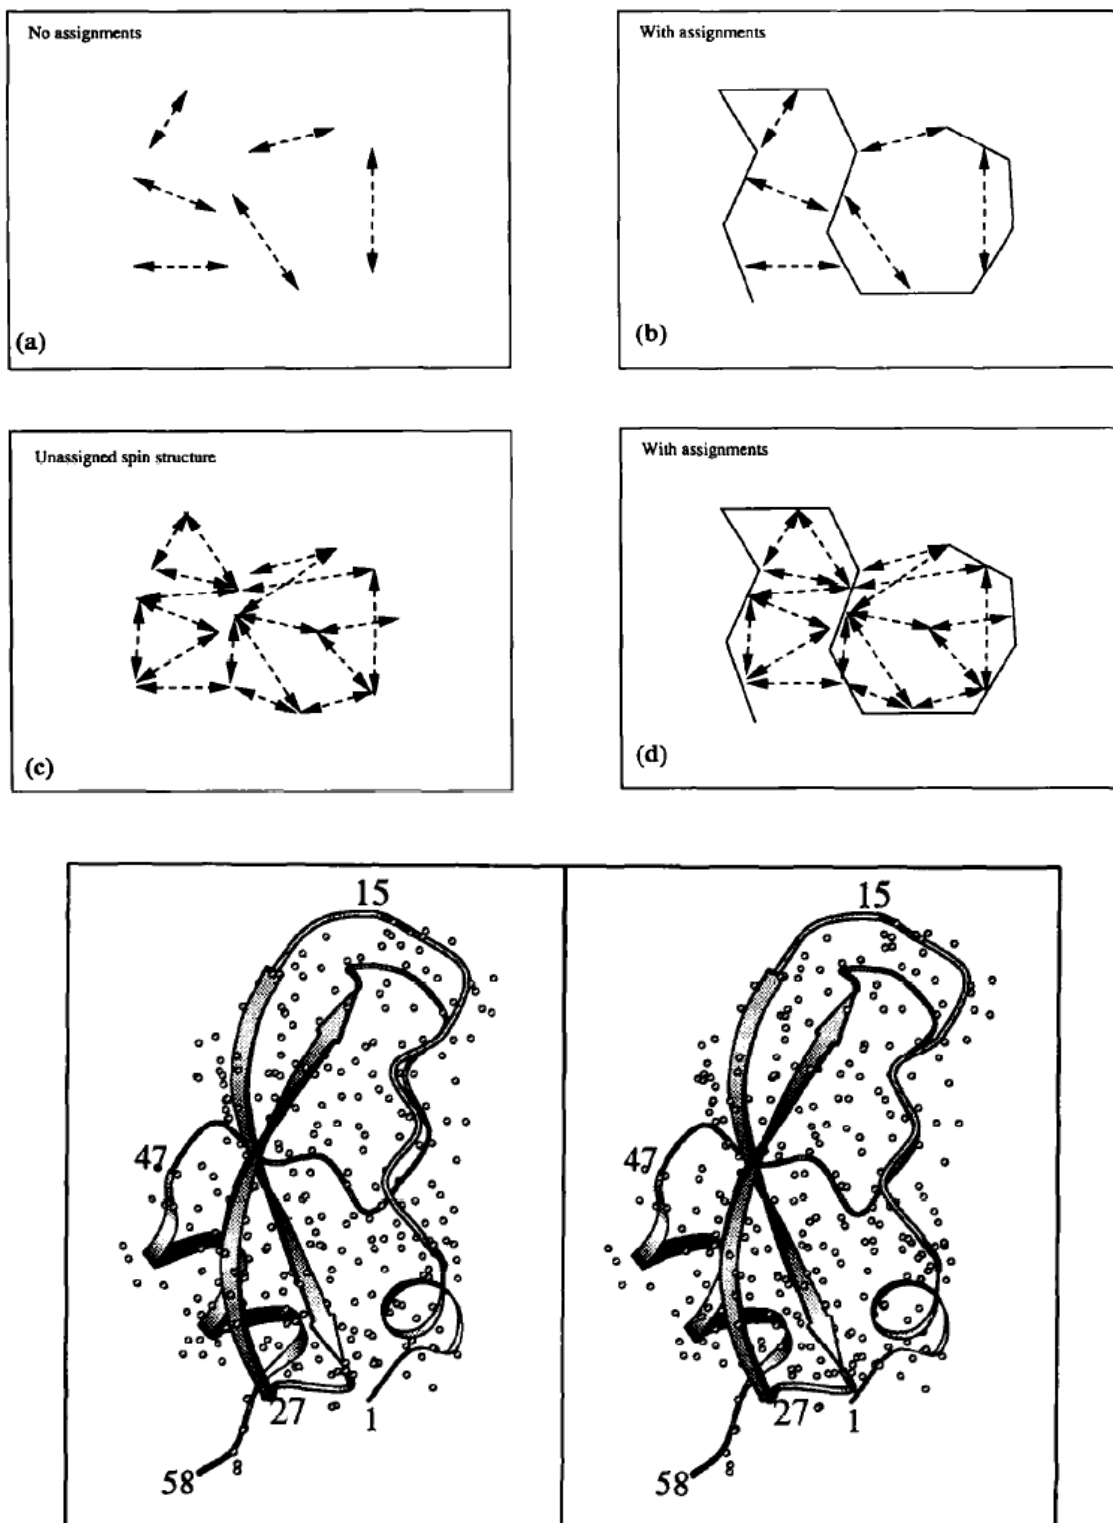 No assignments
(a)
With assignments
(b)
Unassigned spin structure
(c)
With assignments
(d)
15
47
27
1
58
15
47
27
1
58